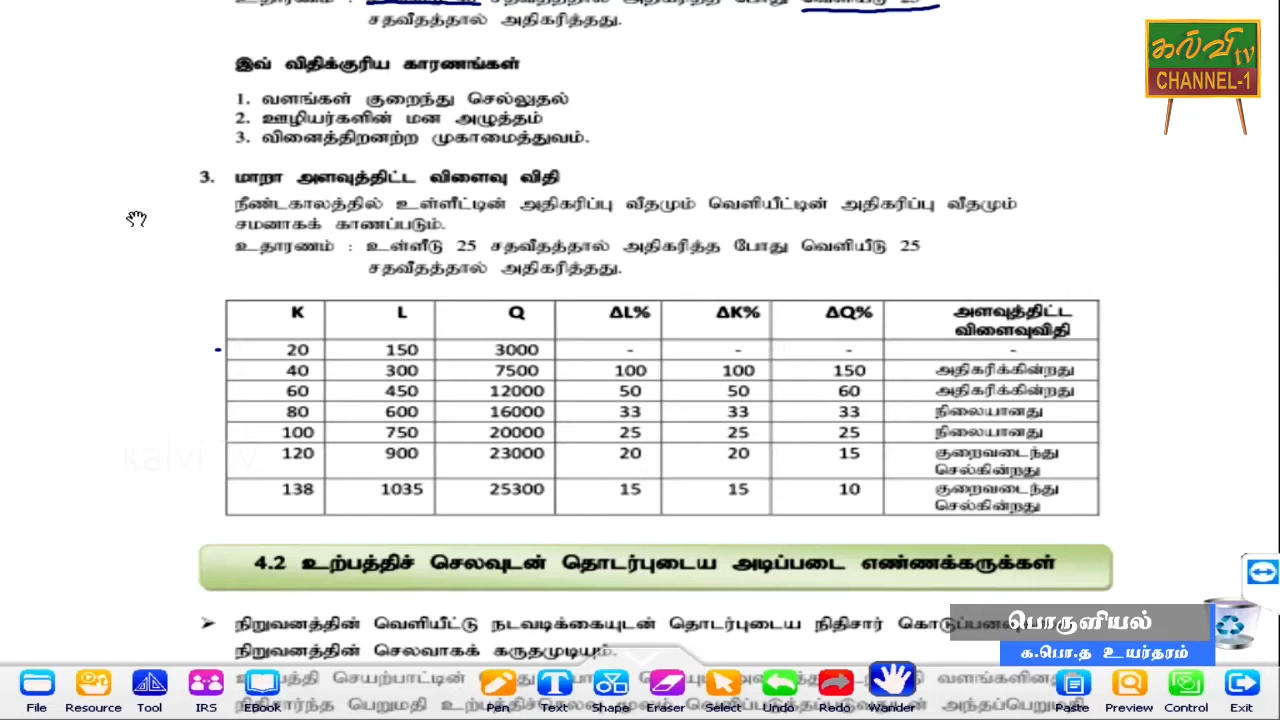 சதவீதத்தால் அதிகரித்தது.
இவ் விதிக்குரிய காரணங்கள்
1. வளங்கள் குறைந்து செல்லுதல்
2. ஊழியர்களின் மன அழுத்தம்
3. வினைத்திறனற்ற முகாமைத்துவம்.
3. மாறா அளவுத்திட்ட விளைவு விதி
நீண்டகாலத்தில் உள்ளீட்டின் அதிகரிப்பு வீதமும் வெளியீட்டின் அதிகரிப்பு வீதமும்
சமனாகக் காணப்படும்.
உதாரணம் : உள்ளீடு 25 சதவீதத்தால் அதிகரித்த போது வெளியீடு 25
சதவீதத்தால் அதிகரித்தது.
K L Q ΔL% ΔK% ΔQ% அளவுத்திட்ட
விளைவுவிதி
20 150 3000 - - - -
40 300 7500 100 100 150 அதிகரிக்கின்றது
60 450 12000 50 50 60 அதிகரிக்கின்றது
80 600 16000 33 33 33 நிலையானது
100 750 20000 25 25 25 நிலையானது
120 900 23000 20 20 15 குறைவடைந்து
செல்கின்றது
138 1035 25300 15 15 10 குறைவடைந்து
செல்கின்றது
4.2 உற்பத்திச் செலவுடன் தொடர்புடைய அடிப்படை எண்ணக்கருக்கள்
➢ நிறுவனத்தின் வெளியீட்டு நடவடிக்கையுடன் தொடர்புடைய நிதிசார்
நிறுவனத்தின் செலவாகக் கருதமுடியும்.
கல்வி tv
CHANNEL-1
kalvi Tv
பொருளியல்
க.பொ.த உயர்தரம்
File Resource Tool IRS EBook Pen Text Shape Eraser Select Undo Redo Wander Paste Preview Control Exit